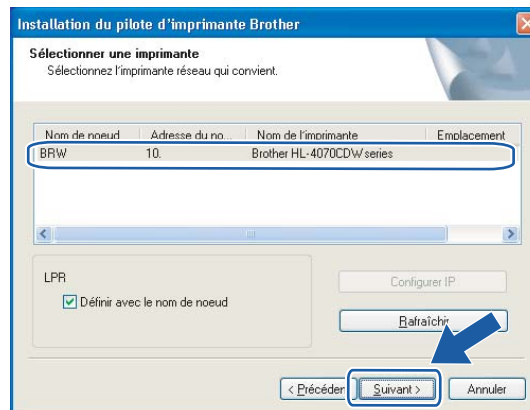 Installation du pilote d'imprimante Brother
Sélectionner une imprimante
Sélectionnez l'imprimante réseau qui convient.
Nom de noeud Adresse du no... Nom de l'imprimante Emplacement
BRW 10. Brother HL-4070CDW series
LPR
Définir avec le nom de noeud
Configurer IP
Rafraîchir
< Précéden Suivant > Annuler